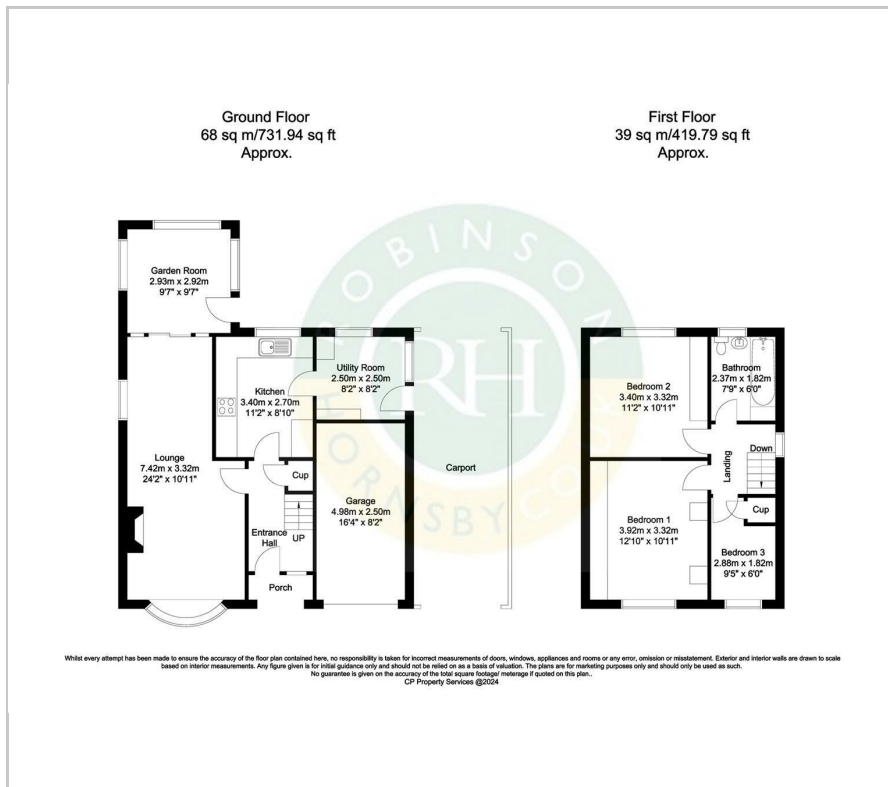 Ground Floor
68 sq m/731.94 sq ft
Approx.
First Floor
39 sq m/419.79 sq ft
Approx.
ROBINSON
RH
HORNSBY CO
Garden Room
2.93m x 2.92m
9'7" x 9'7"
Kitchen
3.40m x 2.70m
11'2" x 8'10"
Utility Room
2.50m x 2.50m
8'2" x 8'2"
Lounge
7.42m x 3.32m
24'2" x 10'11"
Cup
Entrance
Hall
UP
Porch
Garage
4.98m x 2.50m
16'4" x 8'2"
Carport
Bedroom 2
3.40m x 3.32m
11'2" x 10'11"
Bathroom
2.37m x 1.82m
7'9" x 6'0"
Landing
Down
Cup
Bedroom 1
3.92m x 3.32m
12'10" x 10'11"
Bedroom 3
2.88m x 1.82m
9'5" x 6'0"
Whilst every attempt has been made to ensure the accuracy of the floor plan contained here, no responsibility is taken for incorrect measurements of doors, windows, appliances and rooms or any error, omission or misstatement. Exterior and interior walls are drawn to scale
based on interior measurements. Any figure given is for initial guidance only and should not be relied on as a basis of valuation. The plans are for marketing purposes only and should only be used as such.
No guarantee is given on the accuracy of the total square footage/ meterage if quoted on this plan..
CP Property Services @2024